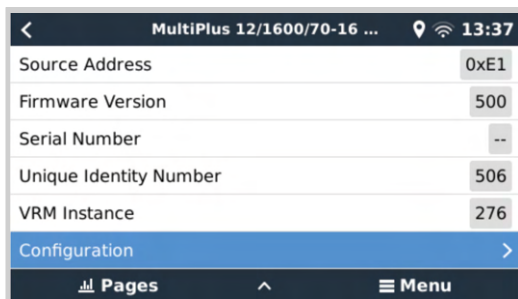 MultiPlus 12/1600/70-16 ... 13:37
Source Address 0xE1
Firmware Version 500
Serial Number --
Unique Identity Number 506
VRM Instance 276
Configuration
Pages Menu